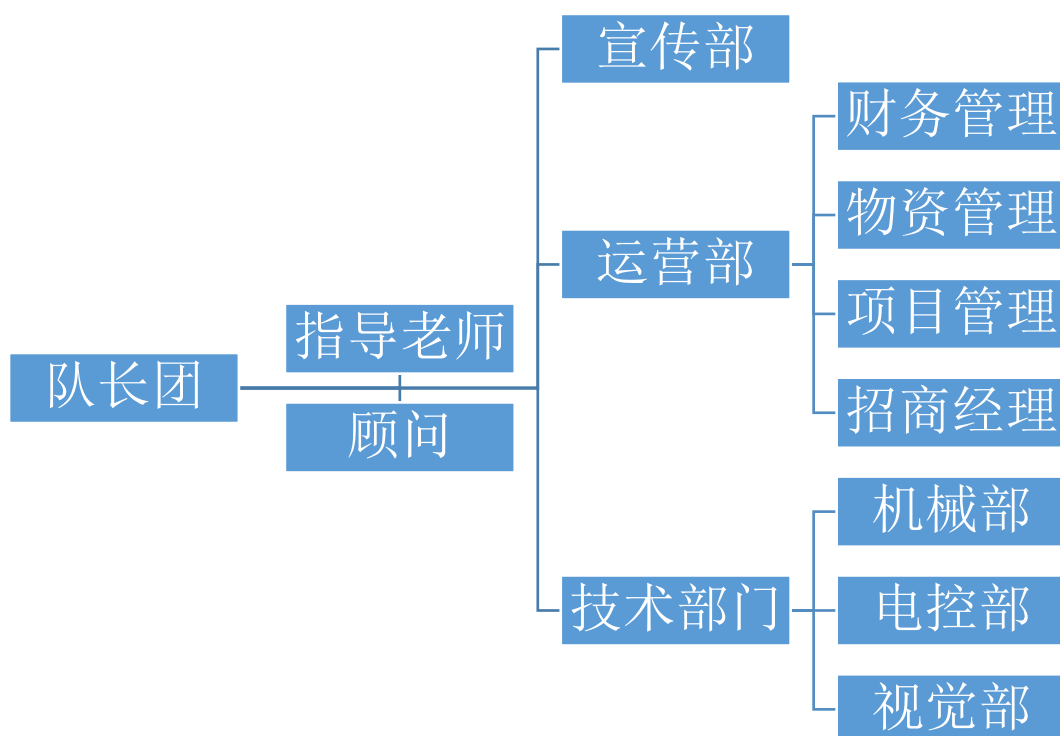 队长团
指导老师
顾问
宣传部
运营部
财务管理
物资管理
项目管理
招商经理
技术部门
机械部
电控部
视觉部